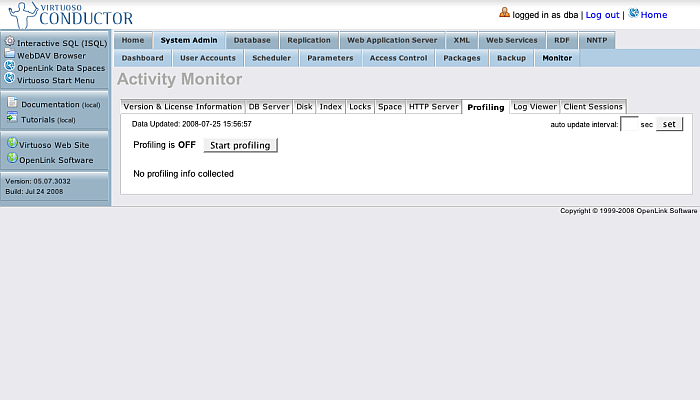 VIRTUOSO
CONDUCTOR
logged in as dba | Log out | Home
Interactive SQL (ISQL)
WebDAV Browser
OpenLink Data Spaces
Virtuoso Start Menu
Documentation (local)
Tutorials (local)
Virtuoso Web Site
OpenLink Software
Version: 05.07.3032
Build: Jul 24 2008
Home System Admin Database Replication Web Application Server XML Web Services RDF NNTP
Dashboard User Accounts Scheduler Parameters Access Control Packages Backup Monitor
Activity Monitor
Version & License Information DB Server Disk Index Locks Space HTTP Server Profiling Log Viewer Client Sessions
Data Updated: 2008-07-25 15:56:57 auto update interval: sec set
Profiling is OFF Start profiling
No profiling info collected
Copyright © 1999-2008 OpenLink Software